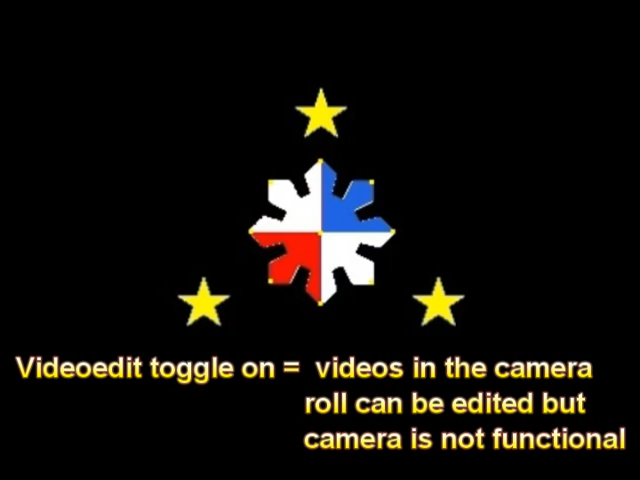 Videoedit toggle on = videos in the camera
roll can be edited but
camera is not functional